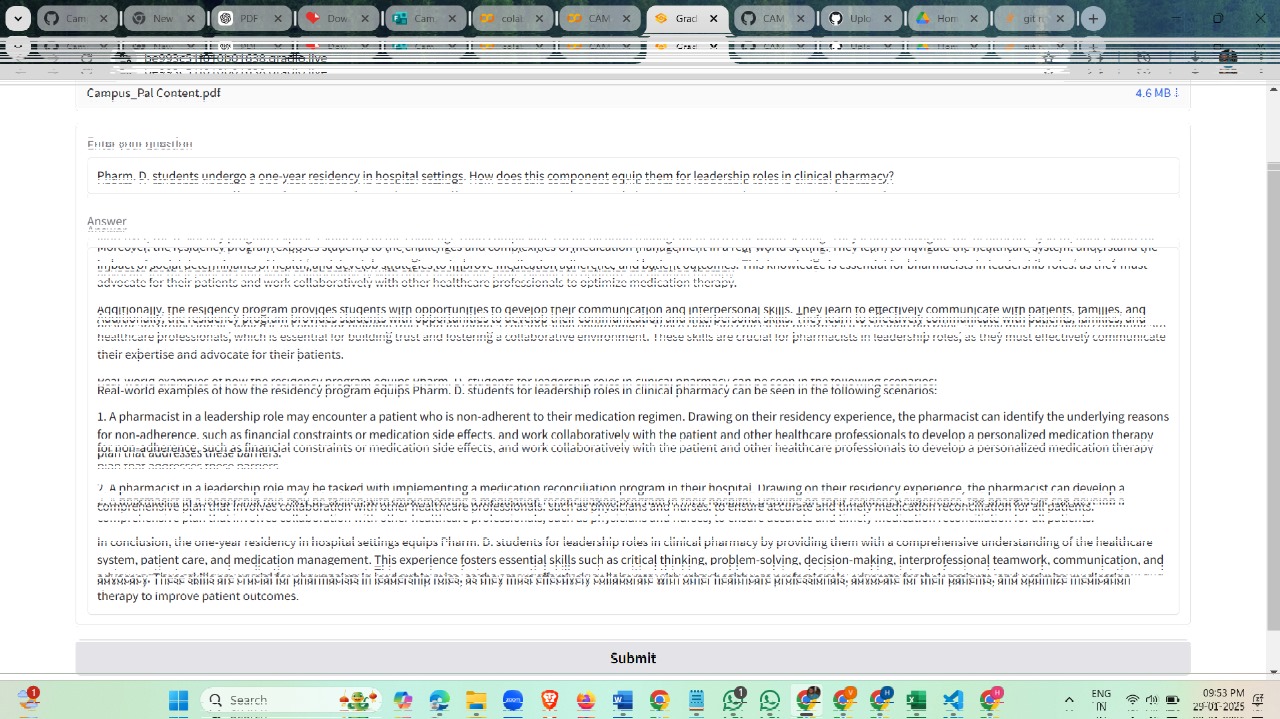 Cam
New
PDF
Dow
Cam
colal
CAM
Grad
CAM
Uplo
Hom
git r
be993c51f010b01638.gradio.live
Campus_Pal Content.pdf
4.6 MB
Enter your question
Pharm. D. students undergo a one-year residency in hospital settings. How does this component equip them for leadership roles in clinical pharmacy?
Answer
Moreover, the residency program exposes students to the challenges and complexities of medication management in a real-world setting. They learn to navigate the healthcare system, understand the
This knowledge is essential for pharmacists in leadership roles, as they must
advocate for their patients and work collaboratively with other healthcare professionals to optimize medication therapy.
Additionally, the residency program provides students with opportunities to develop their communication and interpersonal skills. They learn to effectively communicate with patients, families, and
healthcare professionals, which is essential for building trust and fostering a collaborative environment. These skills are crucial for pharmacists in leadership roles, as they must effectively communicate
their expertise and advocate for their patients.
Real-world examples of how the residency program equips Pharm. D. students for leadership roles in clinical pharmacy can be seen in the following scenarios:
1. A pharmacist in a leadership role may encounter a patient who is non-adherent to their medication regimen. Drawing on their residency experience, the pharmacist can identify the underlying reasons
for non-adherence, such as financial constraints or medication side effects, and work collaboratively with the patient and other healthcare professionals to develop a personalized medication therapy
plan that addresses these barriers.
2. A pharmacist in a leadership role may be tasked with implementing a medication reconciliation program in their hospital. Drawing on their residency experience, the pharmacist can develop a
comprehensive plan that involves collaboration with other healthcare professionals, such as physicians and nurses, to ensure accurate and timely medication reconciliation for all patients.
In conclusion, the one-year residency in hospital settings equips Pharm. D. students for leadership roles in clinical pharmacy by providing them with a comprehensive understanding of the healthcare
system, patient care, and medication management. This experience fosters essential skills such as critical thinking, problem-solving, decision-making, interprofessional teamwork, communication, and
advocacy. These skills are crucial for pharmacists in leadership roles, as they must effectively collaborate with other healthcare professionals, advocate for their patients, and optimize medication
therapy to improve patient outcomes.
Submit
Search
ENG
IN
09:53 PM
29-01-2025